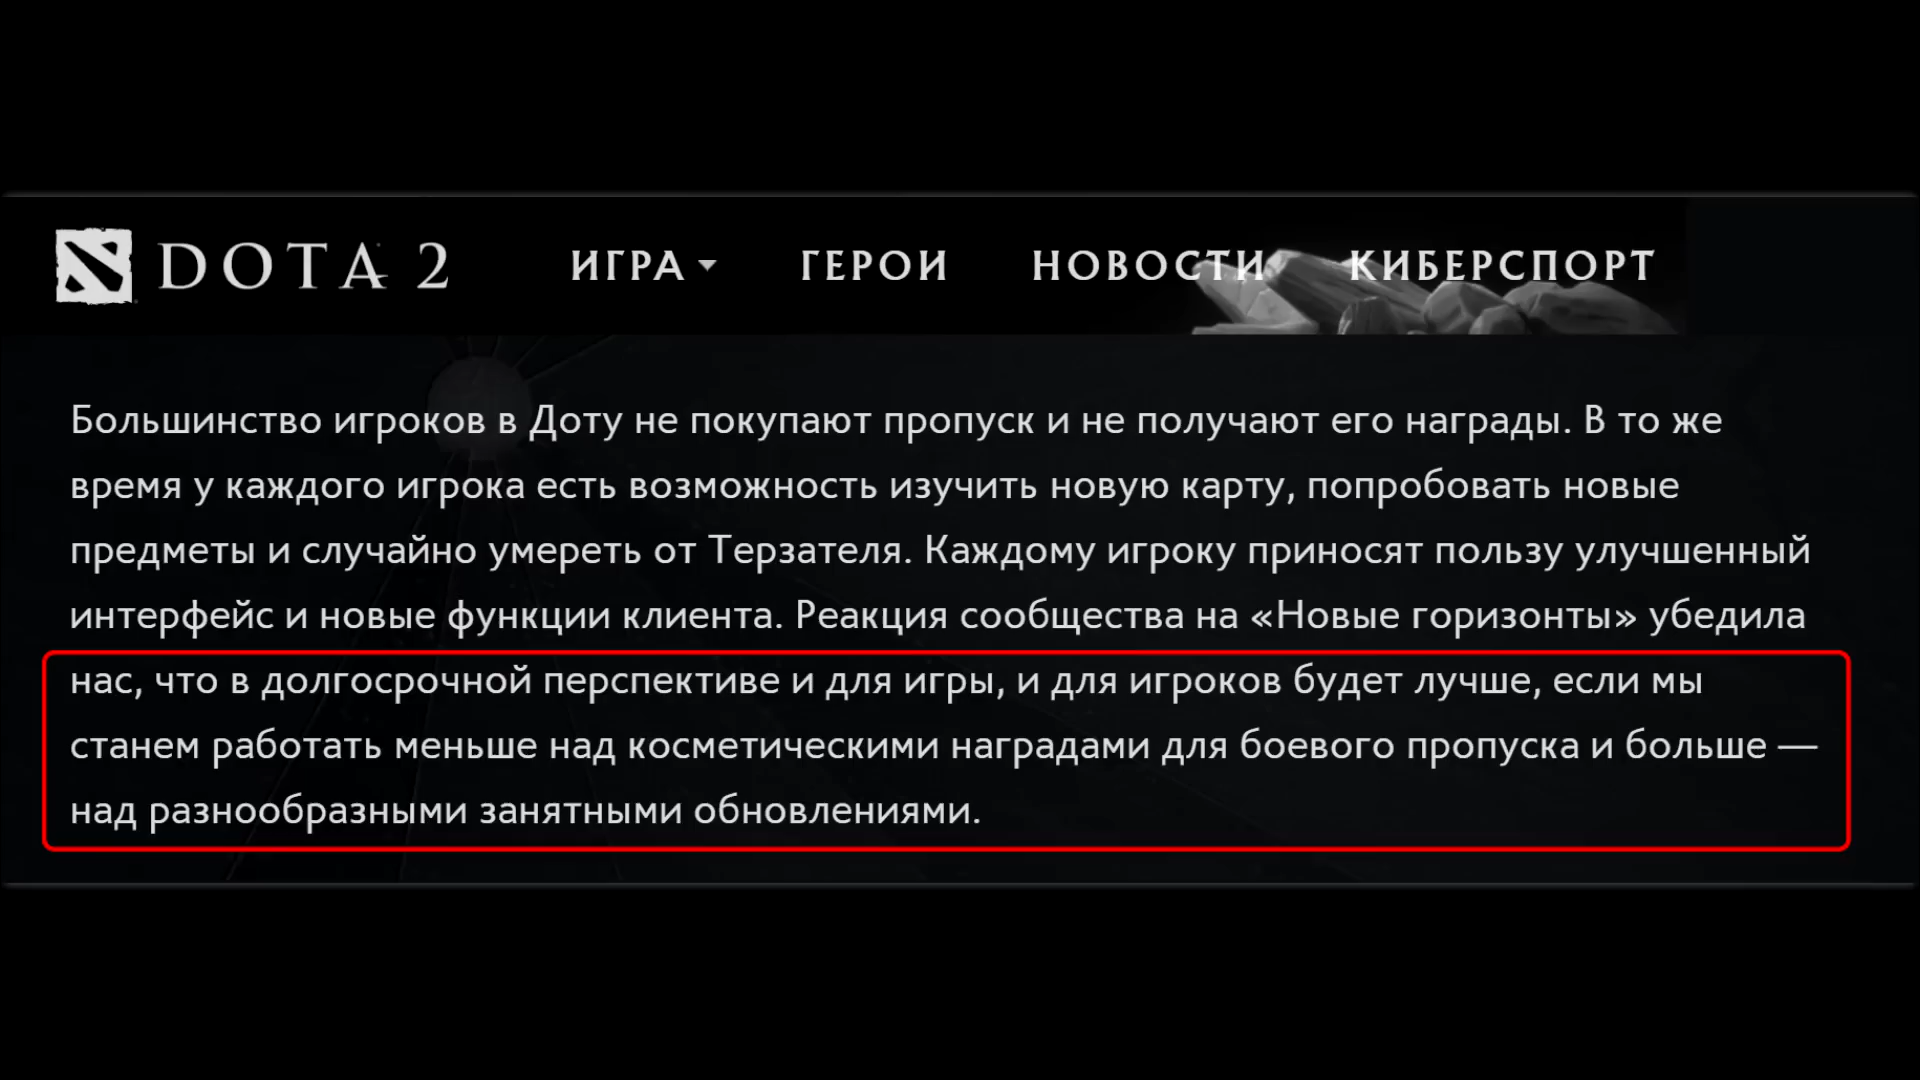 DOTA 2 ИГРА ГЕРОИ НОВОСТИ КИБЕРСПОРТ
Большинство игроков в Доту не покупают пропуск и не получают его награды. В то же
время у каждого игрока есть возможность изучить новую карту, попробовать новые
предметы и случайно умереть от Терзателя. Каждому игроку приносят пользу улучшенный
интерфейс и новые функции клиента. Реакция сообщества на «Новые горизонты» убедила
нас, что в долгосрочной перспективе и для игры, и для игроков будет лучше, если мы
станем работать меньше над косметическими наградами для боевого пропуска и больше —
над разнообразными занятными обновлениями.